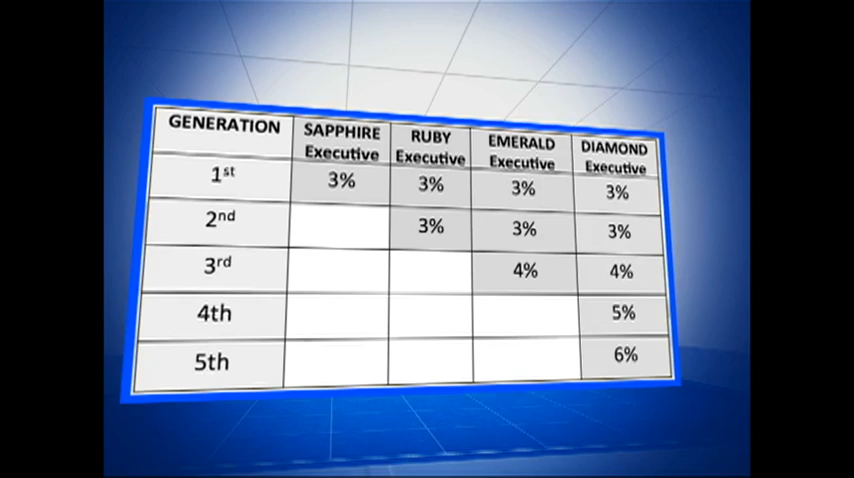 GENERATION SAPPHIRE Executive RUBY Executive EMERALD Executive DIAMOND Executive
1st 3% 3% 3% 3%
2nd 3% 3% 3%
3rd 4% 4%
4th 5%
5th 6%